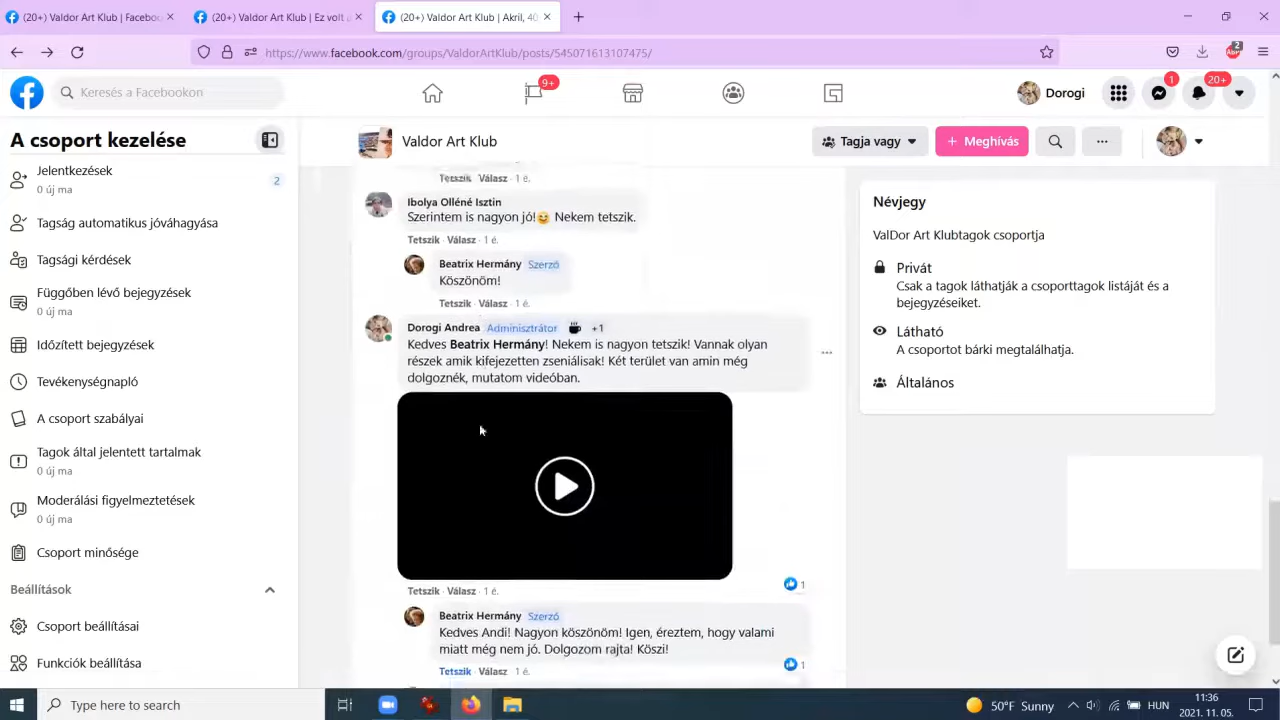 (20+) Valdor Art Klub | Faceboo
(20+) Valdor Art Klub | Ez volt a
(20+) Valdor Art Klub | Akril, 40
https://www.facebook.com/groups/ValdorArtKlub/posts/545071613107475/
2
Keresés a Facebookon
9+
Dorogi
1
20+
A csoport kezelése
Valdor Art Klub
Tagja vagy
+ Meghívás
Jelentkezések
0 új ma
2
Tagság automatikus jóváhagyása
Tagsági kérdések
Függőben lévő bejegyzések
0 új ma
Időzített bejegyzések
Tevékenységnapló
A csoport szabályai
Tagok által jelentett tartalmak
0 új ma
Moderálási figyelmeztetések
0 új ma
Csoport minősége
Beállítások
Csoport beállításai
Funkciók beállítása
Tetszik · Válasz · 1 é.
Ibolya Olléné Isztin
Szerintem is nagyon jó!😄 Nekem tetszik.
Tetszik · Válasz · 1 é.
Beatrix Hermány Szerző
Köszönöm!
Tetszik · Válasz · 1 é.
Dorogi Andrea Adminisztrátor +1
Kedves Beatrix Hermány! Nekem is nagyon tetszik! Vannak olyan
részek amik kifejezetten zseniálisak! Két terület van amin még
dolgoznék, mutatom videóban.
Tetszik · Válasz · 1 é.
1
Beatrix Hermány Szerző
Kedves Andi! Nagyon köszönöm! Igen, éreztem, hogy valami
miatt még nem jó. Dolgozom rajta! Köszi!
1
Tetszik · Válasz · 1 é.
Névjegy
ValDor Art Klubtagok csoportja
Privát
Csak a tagok láthatják a csoporttagok listáját és a
bejegyzéseiket.
Látható
A csoportot bárki megtalálhatja.
Általános
Type here to search
50°F Sunny
HUN
11:36
2021. 11. 05.